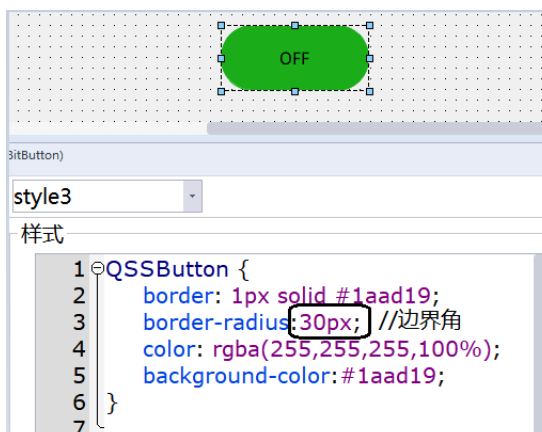 OFF
BitButton)
style3
样式
1 QSSButton {
2 border: 1px solid #1aad19;
3 border-radius:30px; //边界角
4 color: rgba(255,255,255,100%);
5 background-color:#1aad19;
6 }
7